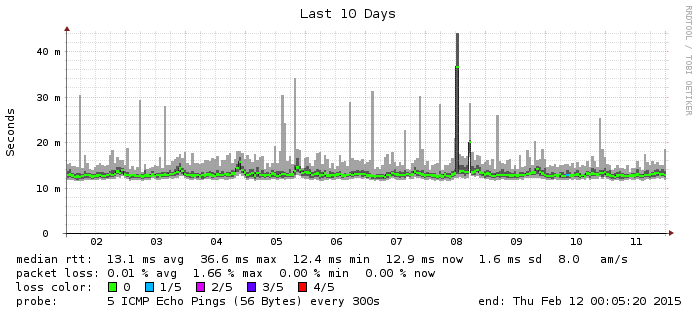 Last 10 Days
RRDTOOL / TOBI OETIKER
Seconds
40 m
30 m
20 m
10 m
0
02 03 04 05 06 07 08 09 10 11
median rtt: 13.1 ms avg 36.6 ms max 12.4 ms min 12.9 ms now 1.6 ms sd 8.0 am/s
packet loss: 0.01 % avg 1.66 % max 0.00 % min 0.00 % now
loss color: 0 1/5 2/5 3/5 4/5
probe: 5 ICMP Echo Pings (56 Bytes) every 300s end: Thu Feb 12 00:05:20 2015